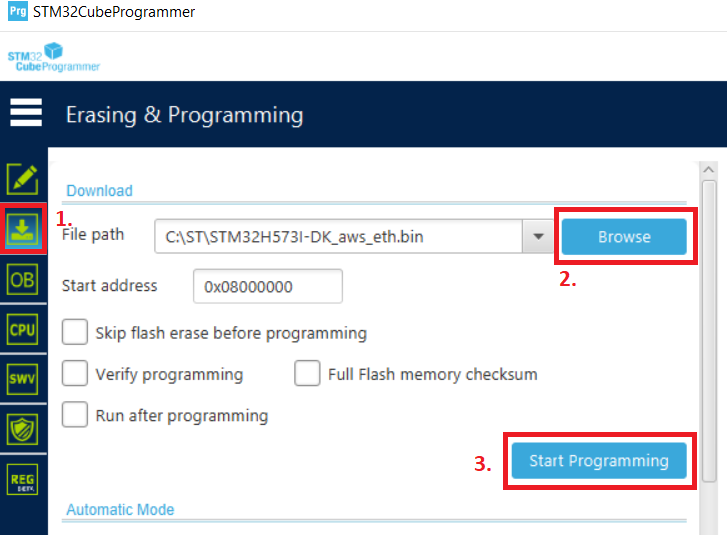 Prg STM32CubeProgrammer
STM32
CubeProgrammer
Erasing & Programming
Download
1.
File path C:\ST\STM32H573I-DK_aws_eth.bin Browse
2.
OB Start address 0x08000000
CPU Skip flash erase before programming
SWV Verify programming Full Flash memory checksum
Run after programming
3. Start Programming
REG
Automatic Mode